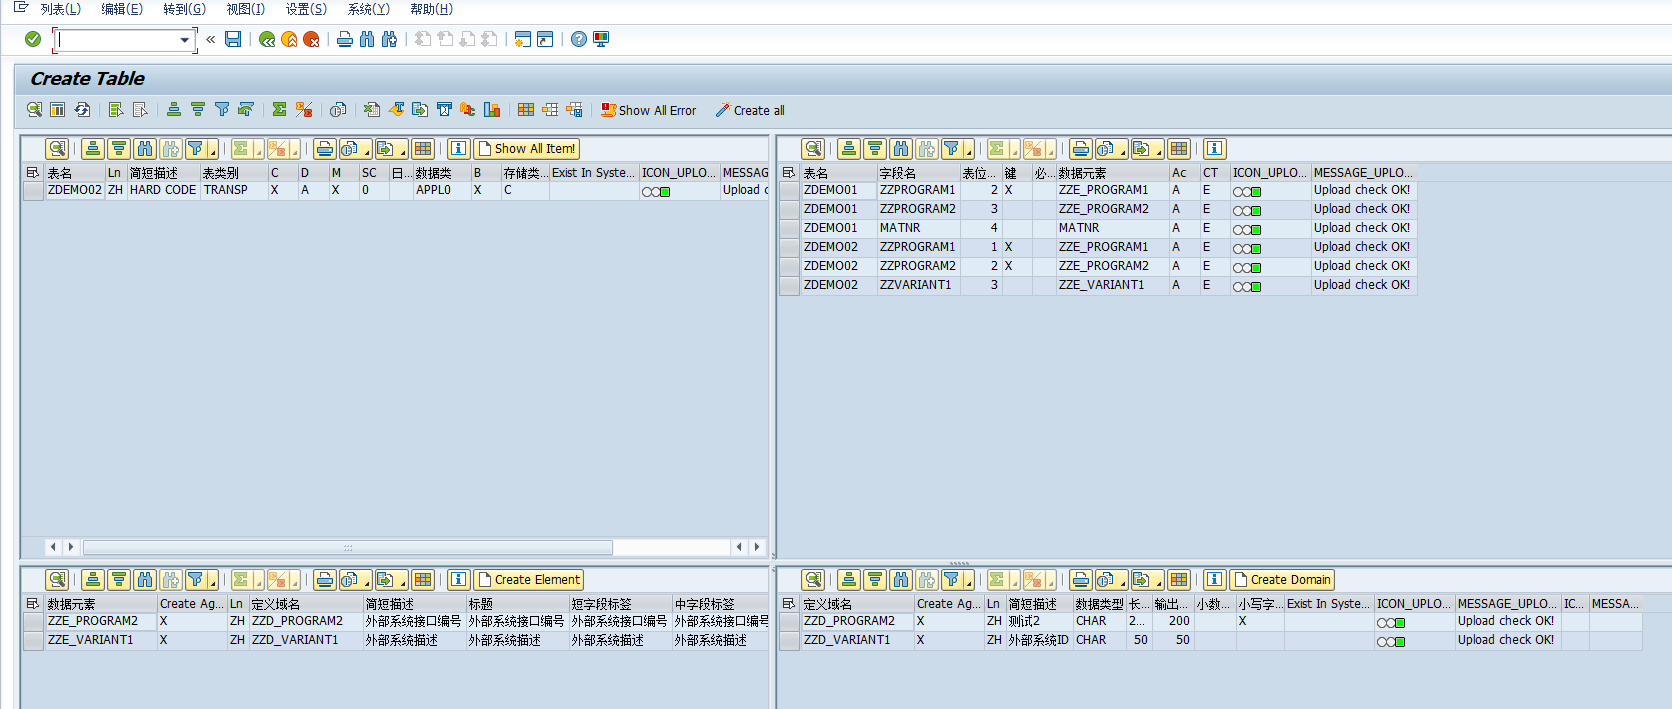 列表(L) 编辑(E) 转到(G) 视图(I) 设置(S) 系统(Y) 帮助(H)
Create Table
Show All Error Create all
Show All Item!
表名 Ln 简短描述 表类别 C D M SC 日... 数据类 B 存储类... Exist In Syste... ICON_UPLO... MESSAG
ZDEMO02 ZH HARD CODE TRANSP X A X 0 APPL0 X C Upload c
表名 字段名 表位... 键 必... 数据元素 Ac CT ICON_UPLO... MESSAGE_UPLO...
ZDEMO01 ZZPROGRAM1 2 X ZZE_PROGRAM1 A E Upload check OK!
ZDEMO01 ZZPROGRAM2 3 ZZE_PROGRAM2 A E Upload check OK!
ZDEMO01 MATNR 4 MATNR A E Upload check OK!
ZDEMO02 ZZPROGRAM1 1 X ZZE_PROGRAM1 A E Upload check OK!
ZDEMO02 ZZPROGRAM2 2 X ZZE_PROGRAM2 A E Upload check OK!
ZDEMO02 ZZVARIANT1 3 ZZE_VARIANT1 A E Upload check OK!
Create Element
数据元素 Create Ag... Ln 定义域名 简短描述 标题 短字段标签 中字段标签
ZZE_PROGRAM2 X ZH ZZD_PROGRAM2 外部系统接口编号 外部系统接口编号 外部系统接口编号 外部系统接口编号
ZZE_VARIANT1 X ZH ZZD_VARIANT1 外部系统描述 外部系统描述 外部系统描述 外部系统描述
Create Domain
定义域名 Create Ag... Ln 简短描述 数据类型 长... 输出... 小数... 小写字... Exist In Syste... ICON_UPLO... MESSAGE_UPLO... IC... MESSA...
ZZD_PROGRAM2 X ZH 测试2 CHAR 2... 200 X Upload check OK!
ZZD_VARIANT1 X ZH 外部系统ID CHAR 50 50 Upload check OK!